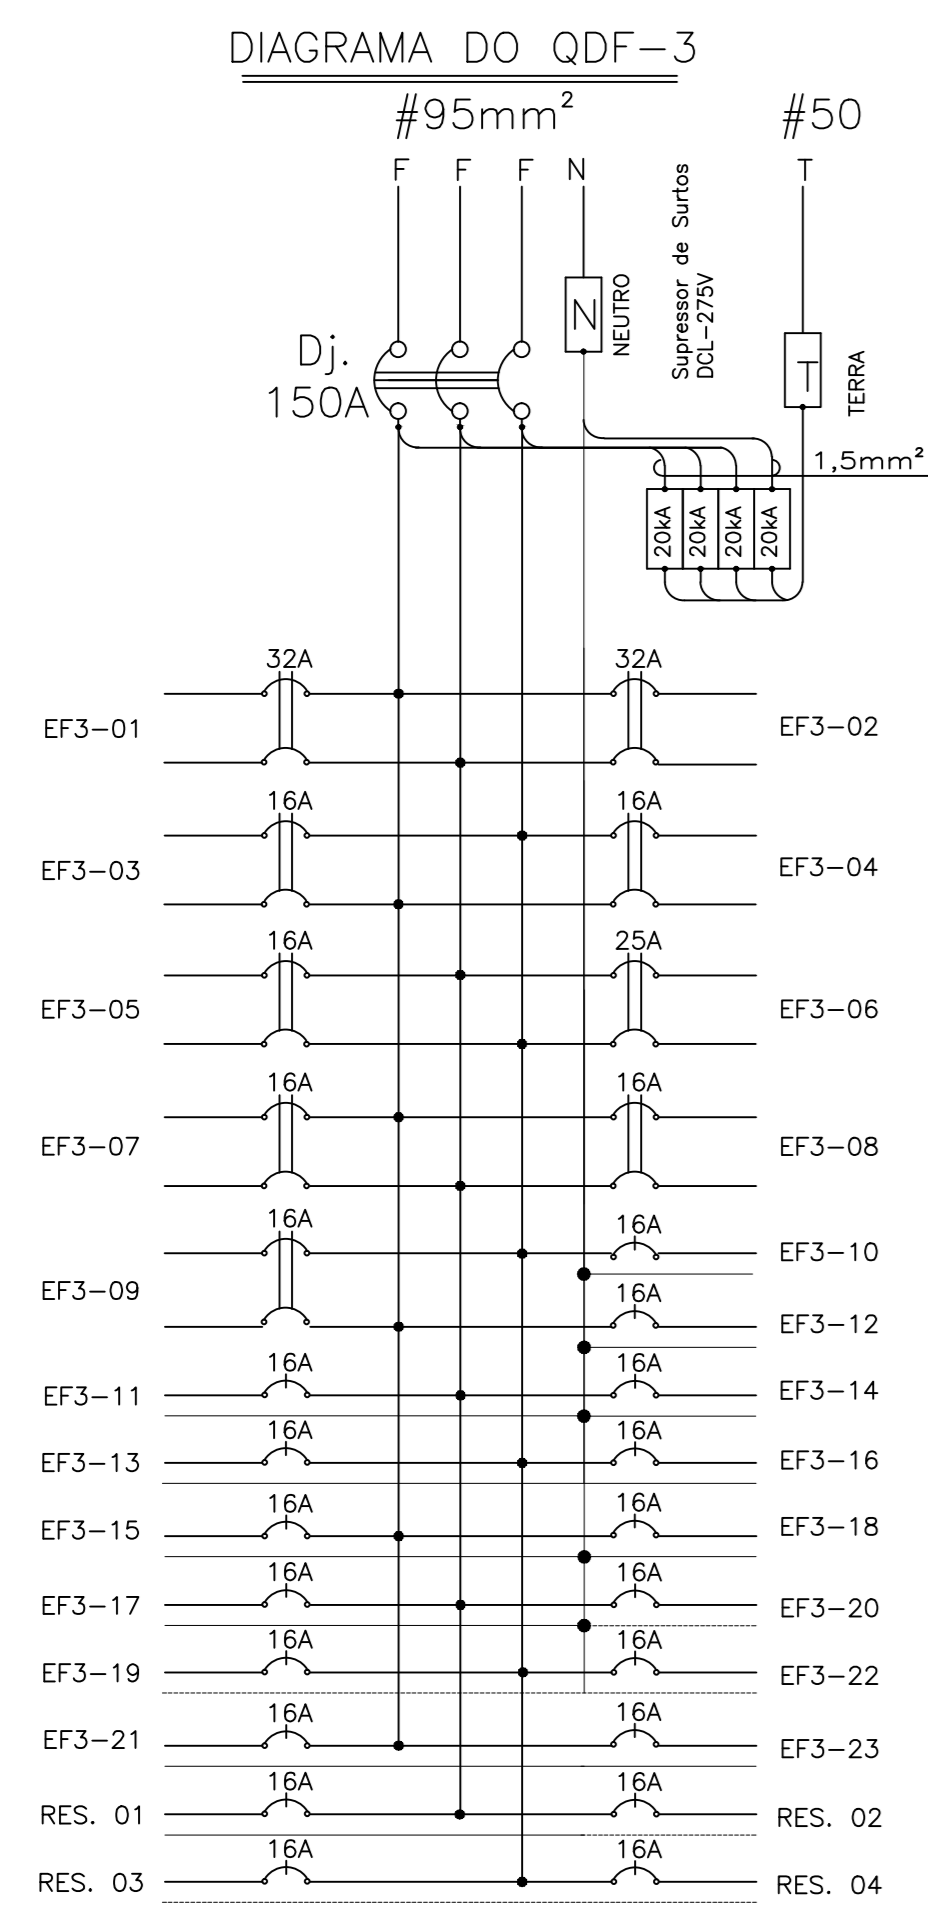 DIAGRAMA DO QDF-3
#95mm²
#50
F F F N
T
Supressor de Surtos
DCL-275V
N
NEUTRO
T
TERRA
Dj.
150A
1,5mm²
20kA 20kA 20kA 20kA
32A 32A
EF3-01 EF3-02
16A 16A
EF3-03 EF3-04
16A 25A
EF3-05 EF3-06
16A 16A
EF3-07 EF3-08
16A 16A
EF3-10
EF3-09
16A
EF3-12
16A 16A
EF3-11 EF3-14
16A 16A
EF3-13 EF3-16
16A 16A
EF3-15 EF3-18
16A 16A
EF3-17 EF3-20
16A 16A
EF3-19 EF3-22
16A 16A
EF3-21 EF3-23
16A 16A
RES. 01 RES. 02
16A 16A
RES. 03 RES. 04